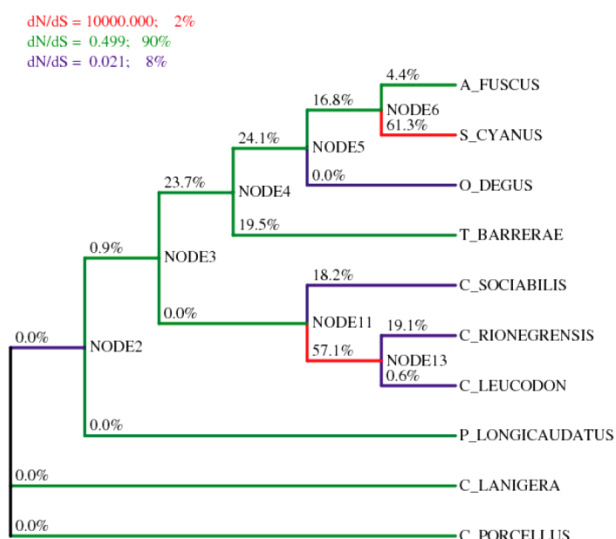 dN/dS = 10000.000; 2%
dN/dS = 0.499; 90%
dN/dS = 0.021; 8%
4.4%
A_FUSCUS
16.8%
NODE6
61.3%
S_CYANUS
24.1%
NODE5
0.0%
O_DEGUS
23.7%
NODE4
19.5%
T_BARRERAE
0.9%
NODE3
18.2%
C_SOCIABILIS
0.0%
NODE11
19.1%
C_RIONEGRENSIS
0.0%
NODE2
57.1%
NODE13
0.6%
C_LEUCODON
0.0%
P_LONGICAUDATUS
0.0%
C_LANIGERA
0.0%
C_PORCELLUS